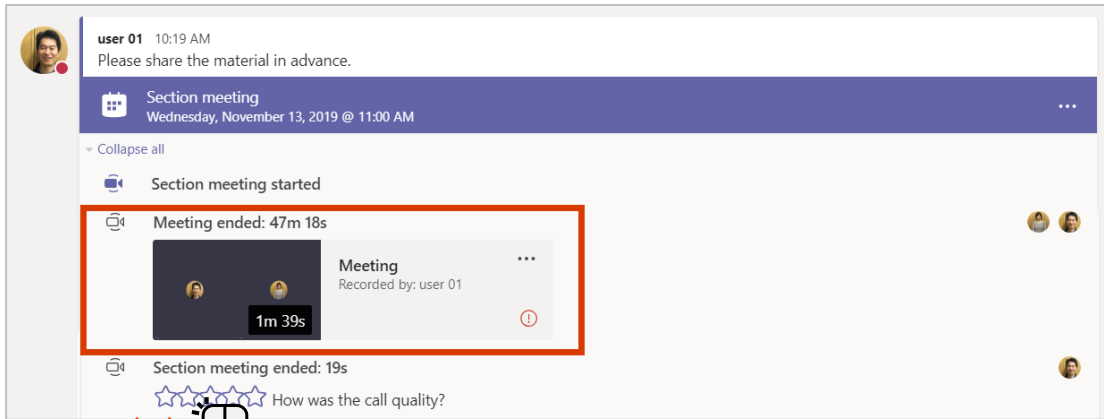 user 01 10:19 AM
Please share the material in advance.
Section meeting
Wednesday, November 13, 2019 @ 11:00 AM
Collapse all
Section meeting started
Meeting ended: 47m 18s
Meeting
Recorded by: user 01
1m 39s
Section meeting ended: 19s
How was the call quality?